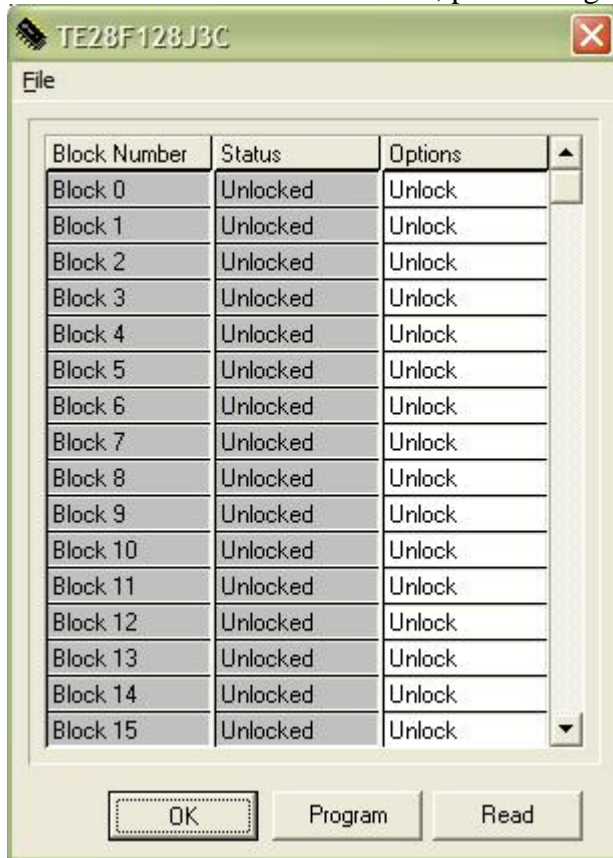 TE28F128J3C
File
Block Number Status Options
Block 0 Unlocked Unlock
Block 1 Unlocked Unlock
Block 2 Unlocked Unlock
Block 3 Unlocked Unlock
Block 4 Unlocked Unlock
Block 5 Unlocked Unlock
Block 6 Unlocked Unlock
Block 7 Unlocked Unlock
Block 8 Unlocked Unlock
Block 9 Unlocked Unlock
Block 10 Unlocked Unlock
Block 11 Unlocked Unlock
Block 12 Unlocked Unlock
Block 13 Unlocked Unlock
Block 14 Unlocked Unlock
Block 15 Unlocked Unlock
OK Program Read